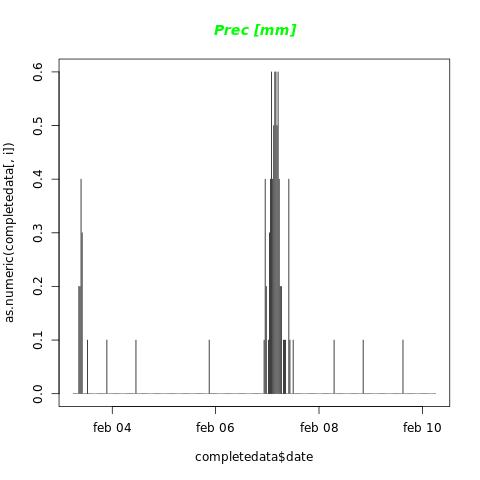 Prec [mm]
0.6
0.5
0.4
0.3
0.2
0.1
0.0
as.numeric(completedata[, i])
feb 04 feb 06 feb 08 feb 10
completedata$date